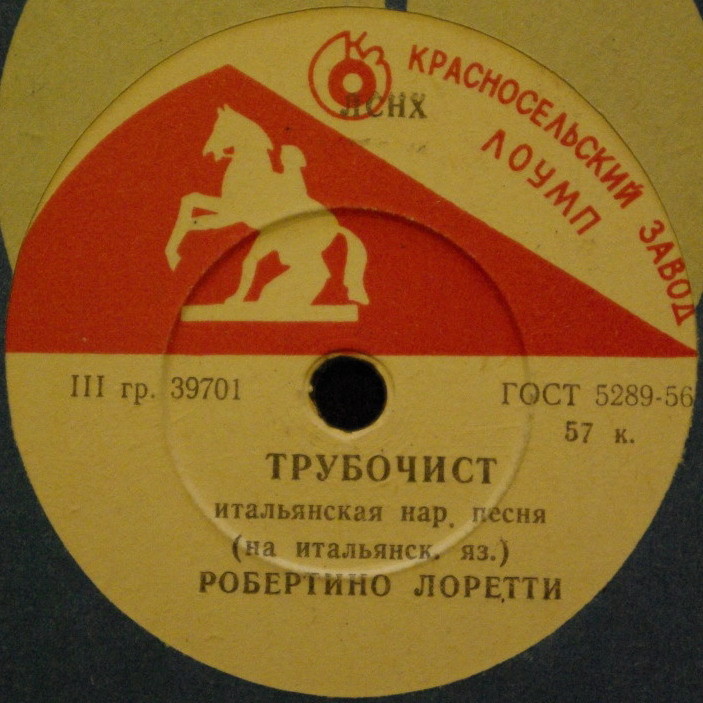 КЗ
ЛСНХ
КРАСНОСЕЛЬСКИЙ ЗАВОД
ЛОУМП
III гр. 39701
ГОСТ 5289-56
57 к.
ТРУБОЧИСТ
итальянская нар. песня
(на итальянск. яз.)
РОБЕРТИНО ЛОРЕТТИ